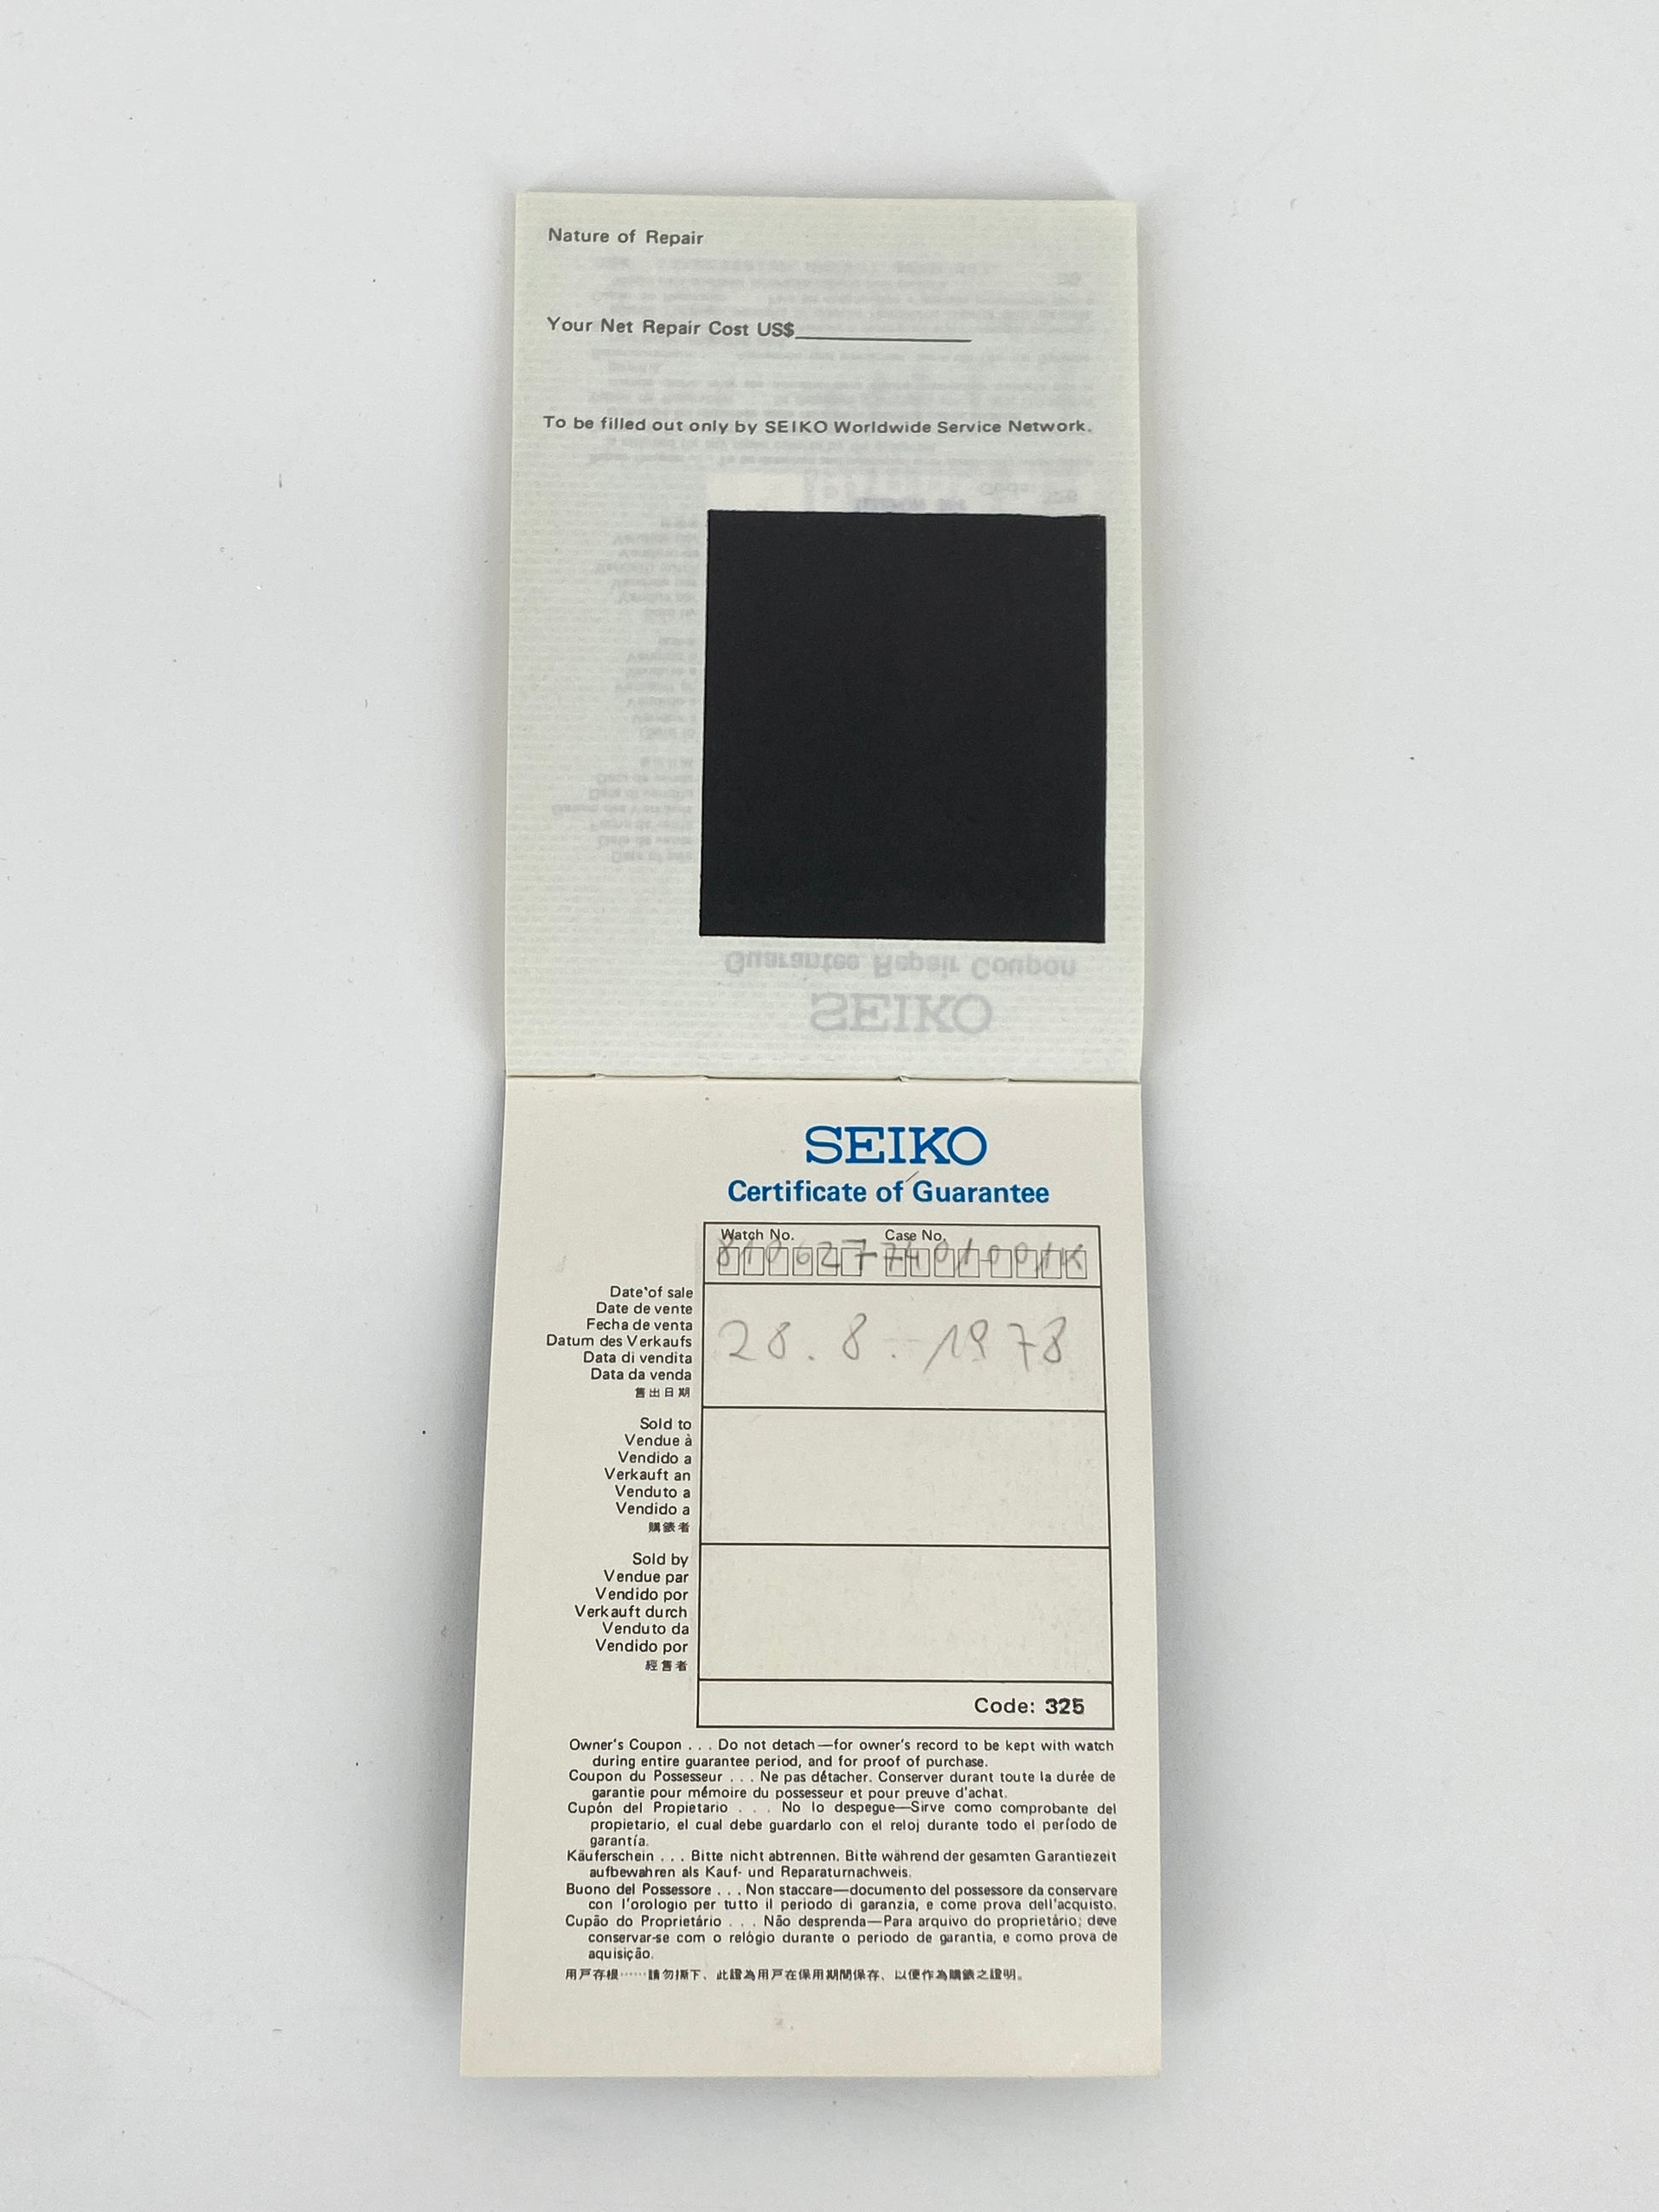 Nature of Repair
Your Net Repair Cost US$
To be filled out only by SEIKO Worldwide Service Network.
Guarantee Repair Coupon
SEIKO
SEIKO
Certificate of Guarantee
Watch No. Case No.
810627-7
Date of sale
Date de vente
Fecha de venta
Datum des Verkaufs
Data di vendita
Data da venda
售出日期
28. 8. - 1978
Sold to
Vendue à
Vendido a
Verkauft an
Venduto a
Vendido a
購錶者
Sold by
Vendue par
Vendido por
Verkauft durch
Venduto da
Vendido por
經售者
Code: 325
Owner's Coupon . . . Do not detach—for owner's record to be kept with watch
during entire guarantee period, and for proof of purchase.
Coupon du Possesseur . . . Ne pas détacher. Conserver durant toute la durée de
garantie pour mémoire du possesseur et pour preuve d'achat.
Cupón del Propietario . . . No lo despegue—Sirve como comprobante del
propietario, el cual debe guardarlo con el reloj durante todo el período de
garantía.
Käuferschein . . . Bitte nicht abtrennen. Bitte während der gesamten Garantiezeit
aufbewahren als Kauf- und Reparaturnachweis.
Buono del Possessore . . . Non staccare—documento del possessore da conservare
con l'orologio per tutto il periodo di garanzia, e come prova dell'acquisto.
Cupão do Proprietário . . . Não desprenda—Para arquivo do proprietário; deve
conservar-se com o relógio durante o periodo de garantia, e como prova de
aquisição.
用戸存根……請勿撕下、此證為用戸在保用期間保存、以便作為購錶之證明。